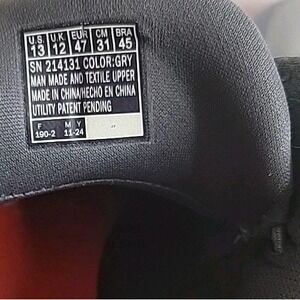 U.S. U.K EUR CM BRA
13 12 47 31 45
SN 214131 COLOR:GRY
MAN MADE AND TEXTILE UPPER
MADE IN CHINA/HECHO EN CHINA
UTILITY PATENT PENDING
F M Y
190-2 11-24